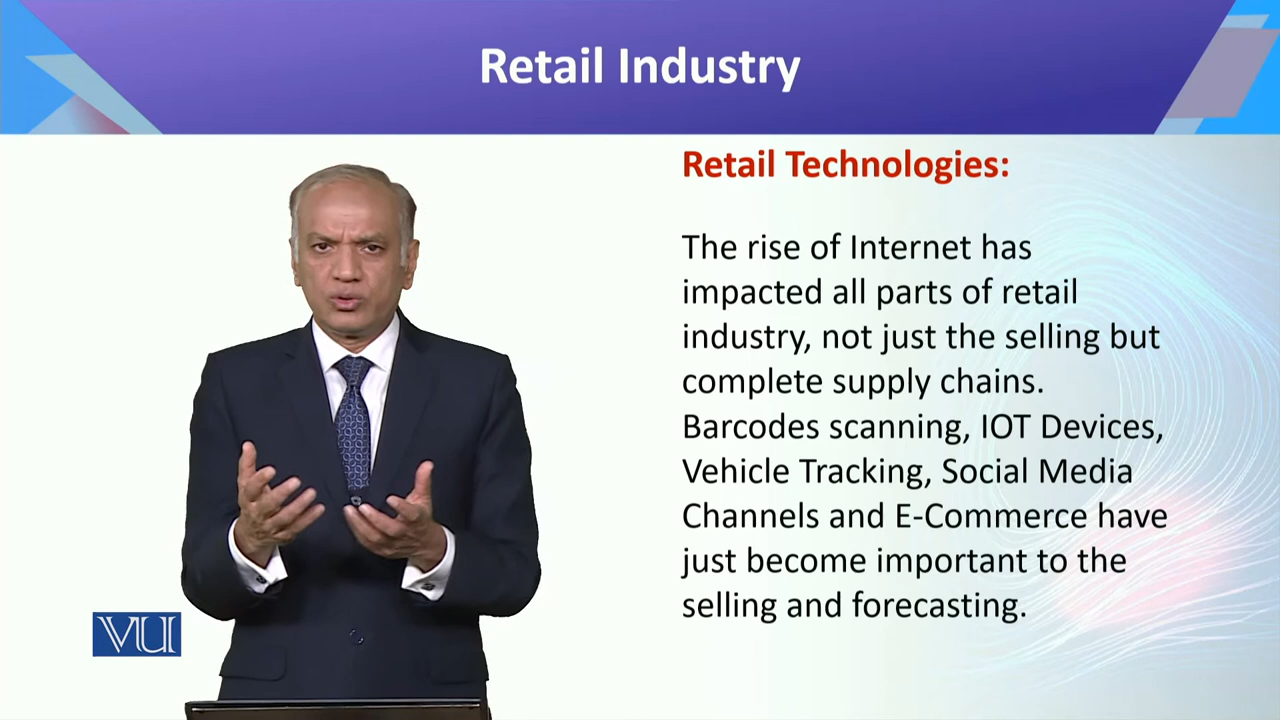 Retail Industry
Retail Technologies:
The rise of Internet has
impacted all parts of retail
industry, not just the selling but
complete supply chains.
Barcodes scanning, IOT Devices,
Vehicle Tracking, Social Media
Channels and E-Commerce have
just become important to the
selling and forecasting.
VU